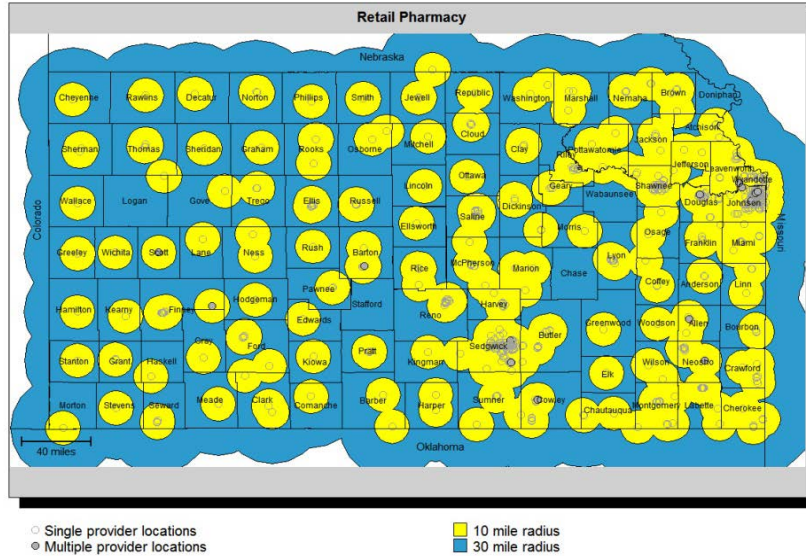 Retail Pharmacy
Nebraska
Cheyenne Rawlins Decatur Norton Phillips Smith Jewell Republic Washington Marshall Nemaha Brown Doniphan
Cloud Atchison
Sherman Thomas Sheridan Graham Rooks Osborne Mitchell Clay Riley Pottawatomie Jackson
Jefferson Leavenworth
Wyandotte
Wallace Logan Gove Trego Ellis Russell Lincoln Ottawa Dickinson Geary Wabaunsee Shawnee Douglas Johnson
Colorado
Saline Morris Osage Franklin Miami
Missouri
Greeley Wichita Scott Lane Ness Rush Barton Ellsworth
Rice McPherson Marion Chase Lyon Coffey Anderson Linn
Hamilton Kearny Finney Hodgeman Pawnee Stafford
Edwards Reno Harvey
Gray Ford Greenwood Woodson Allen Bourbon
Stanton Grant Haskell Kiowa Pratt Kingman Sedgwick Butler Wilson Neosho Crawford
Elk
Morton Stevens Seward Meade Clark Comanche Barber Harper Sumner Cowley Chautauqua Montgomery Labette Cherokee
40 miles
Oklahoma
Single provider locations
Multiple provider locations
10 mile radius
30 mile radius